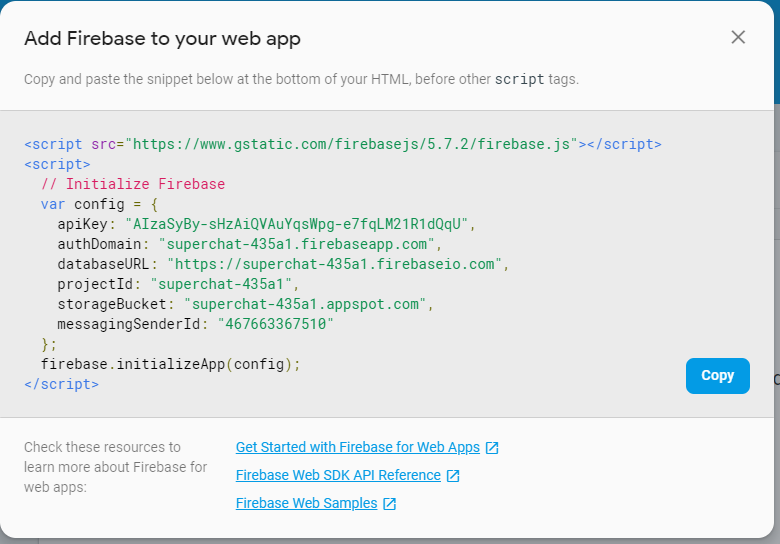 Add Firebase to your web app
Copy and paste the snippet below at the bottom of your HTML, before other script tags.
<script src="https://www.gstatic.com/firebasejs/5.7.2/firebase.js"></script>
<script>
  // Initialize Firebase
  var config = {
    apiKey: "AIzaSyBy-sHzAiQVAuYqsWpg-e7fqLM21R1dQqU",
    authDomain: "superchat-435a1.firebaseapp.com",
    databaseURL: "https://superchat-435a1.firebaseio.com",
    projectId: "superchat-435a1",
    storageBucket: "superchat-435a1.appspot.com",
    messagingSenderId: "467663367510"
  };
  firebase.initializeApp(config);
</script>
Copy
Check these resources to
learn more about Firebase for
web apps:
Get Started with Firebase for Web Apps
Firebase Web SDK API Reference
Firebase Web Samples